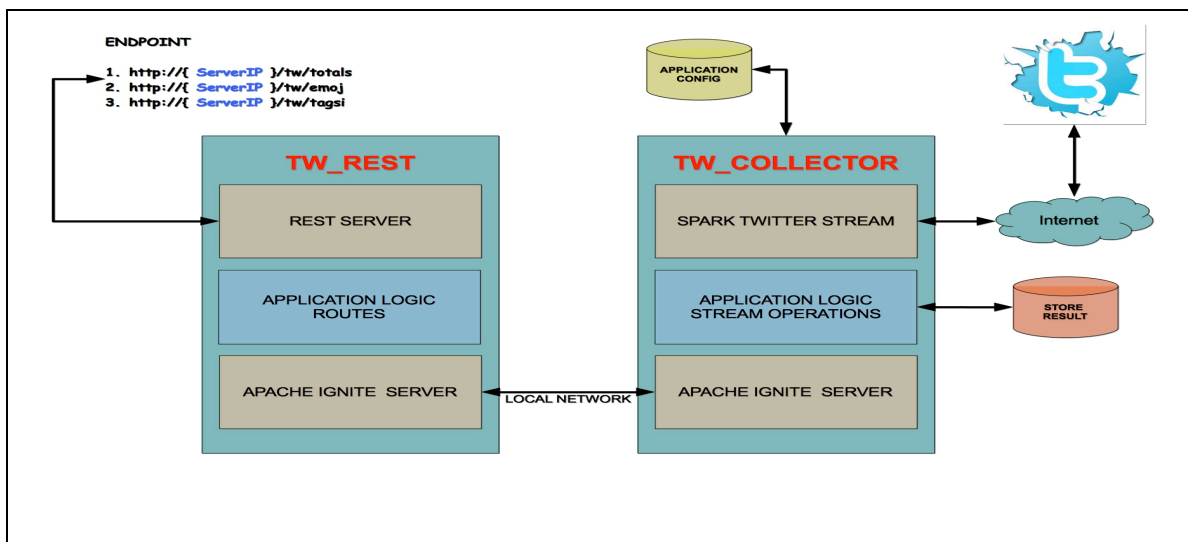 ENDPOINT
1. http://{ ServerIP }/tw/totals
2. http://{ ServerIP }/tw/emoj
3. http://{ ServerIP }/tw/tagsi
APPLICATION
CONFIG
TW_REST
REST SERVER
APPLICATION LOGIC
ROUTES
APACHE IGNITE SERVER
LOCAL NETWORK
TW_COLLECTOR
SPARK TWITTER STREAM
APPLICATION LOGIC
STREAM OPERATIONS
APACHE IGNITE SERVER
t
Internet
STORE
RESULT